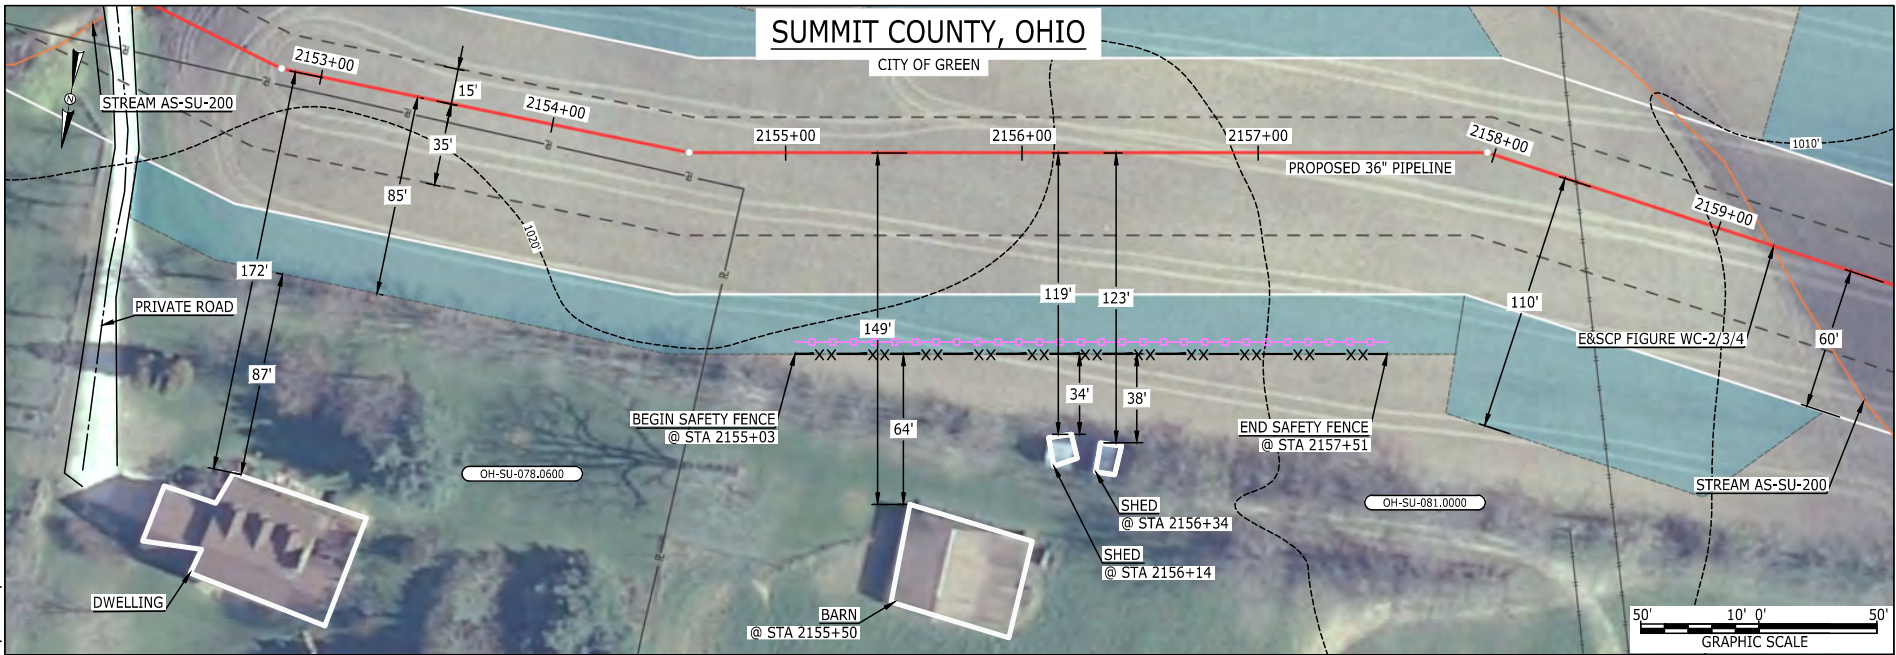 SUMMIT COUNTY, OHIO
CITY OF GREEN
2153+00
15'
STREAM AS-SU-200
2154+00
35'
2155+00
2156+00
2157+00
2158+00
1010'
PROPOSED 36" PIPELINE
85'
N
2159+00
1020'
172'
119'
123'
110'
PRIVATE ROAD
149'
E&SCP FIGURE WC-2/3/4
60'
87'
34'
38'
BEGIN SAFETY FENCE
@ STA 2155+03
64'
END SAFETY FENCE
@ STA 2157+51
OH-SU-078.0600
STREAM AS-SU-200
OH-SU-081.0000
SHED
@ STA 2156+34
SHED
@ STA 2156+14
DWELLING
BARN
@ STA 2155+50
50' 10' 0' 50'
GRAPHIC SCALE